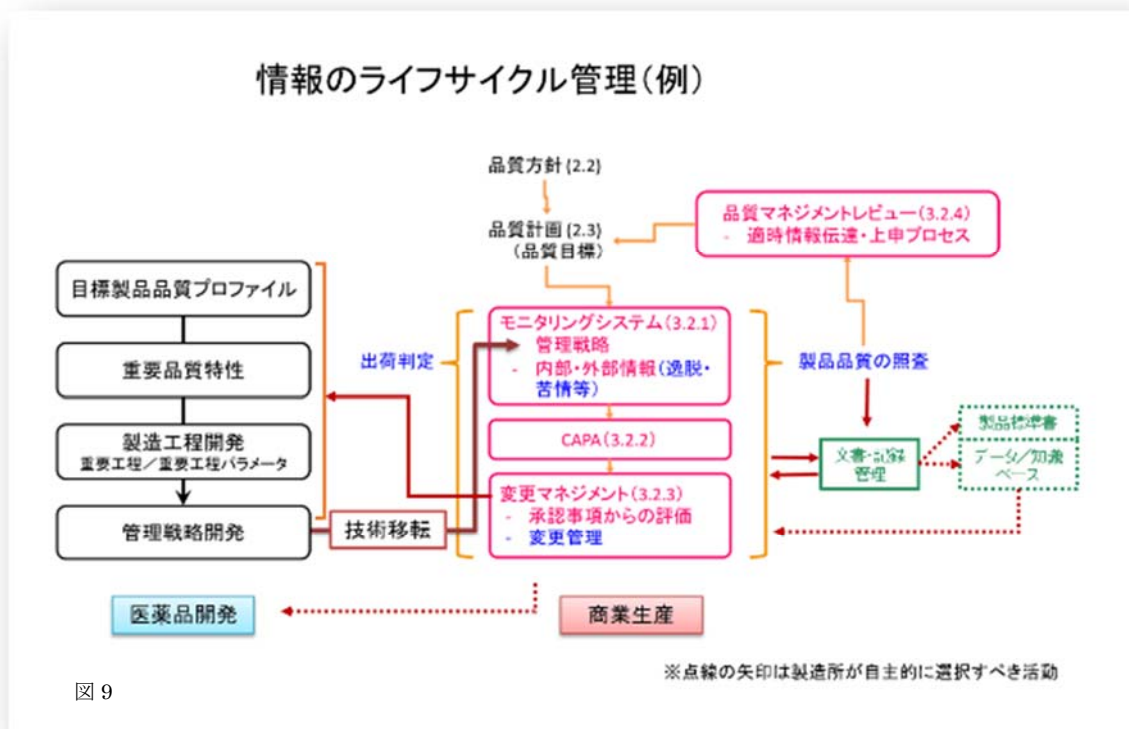 情報のライフサイクル管理(例)
品質方針(2.2)
品質計画(2.3)
(品質目標)
品質マネジメントレビュー(3.2.4)
- 適時情報伝達・上申プロセス
目標製品品質プロファイル
重要品質特性
製造工程開発
重要工程/重要工程パラメータ
管理戦略開発
技術移転
出荷判定
モニタリングシステム(3.2.1)
管理戦略
- 内部・外部情報(逸脱・
苦情等)
CAPA(3.2.2)
変更マネジメント(3.2.3)
- 承認事項からの評価
- 変更管理
製品品質の照査
文書・記録
管理
製品標準書
データ/知識
ベース
医薬品開発
商業生産
※点線の矢印は製造所が自主的に選択すべき活動
図 9